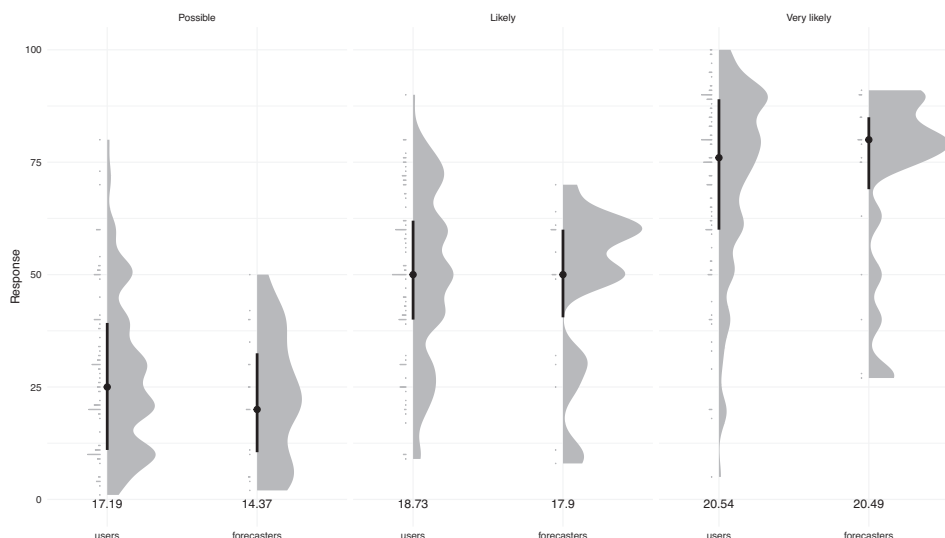 Possible Likely Very likely
100
75
50
25
0
Response
17.19 14.37 18.73 17.9 20.54 20.49
users forecasters users forecasters users forecasters